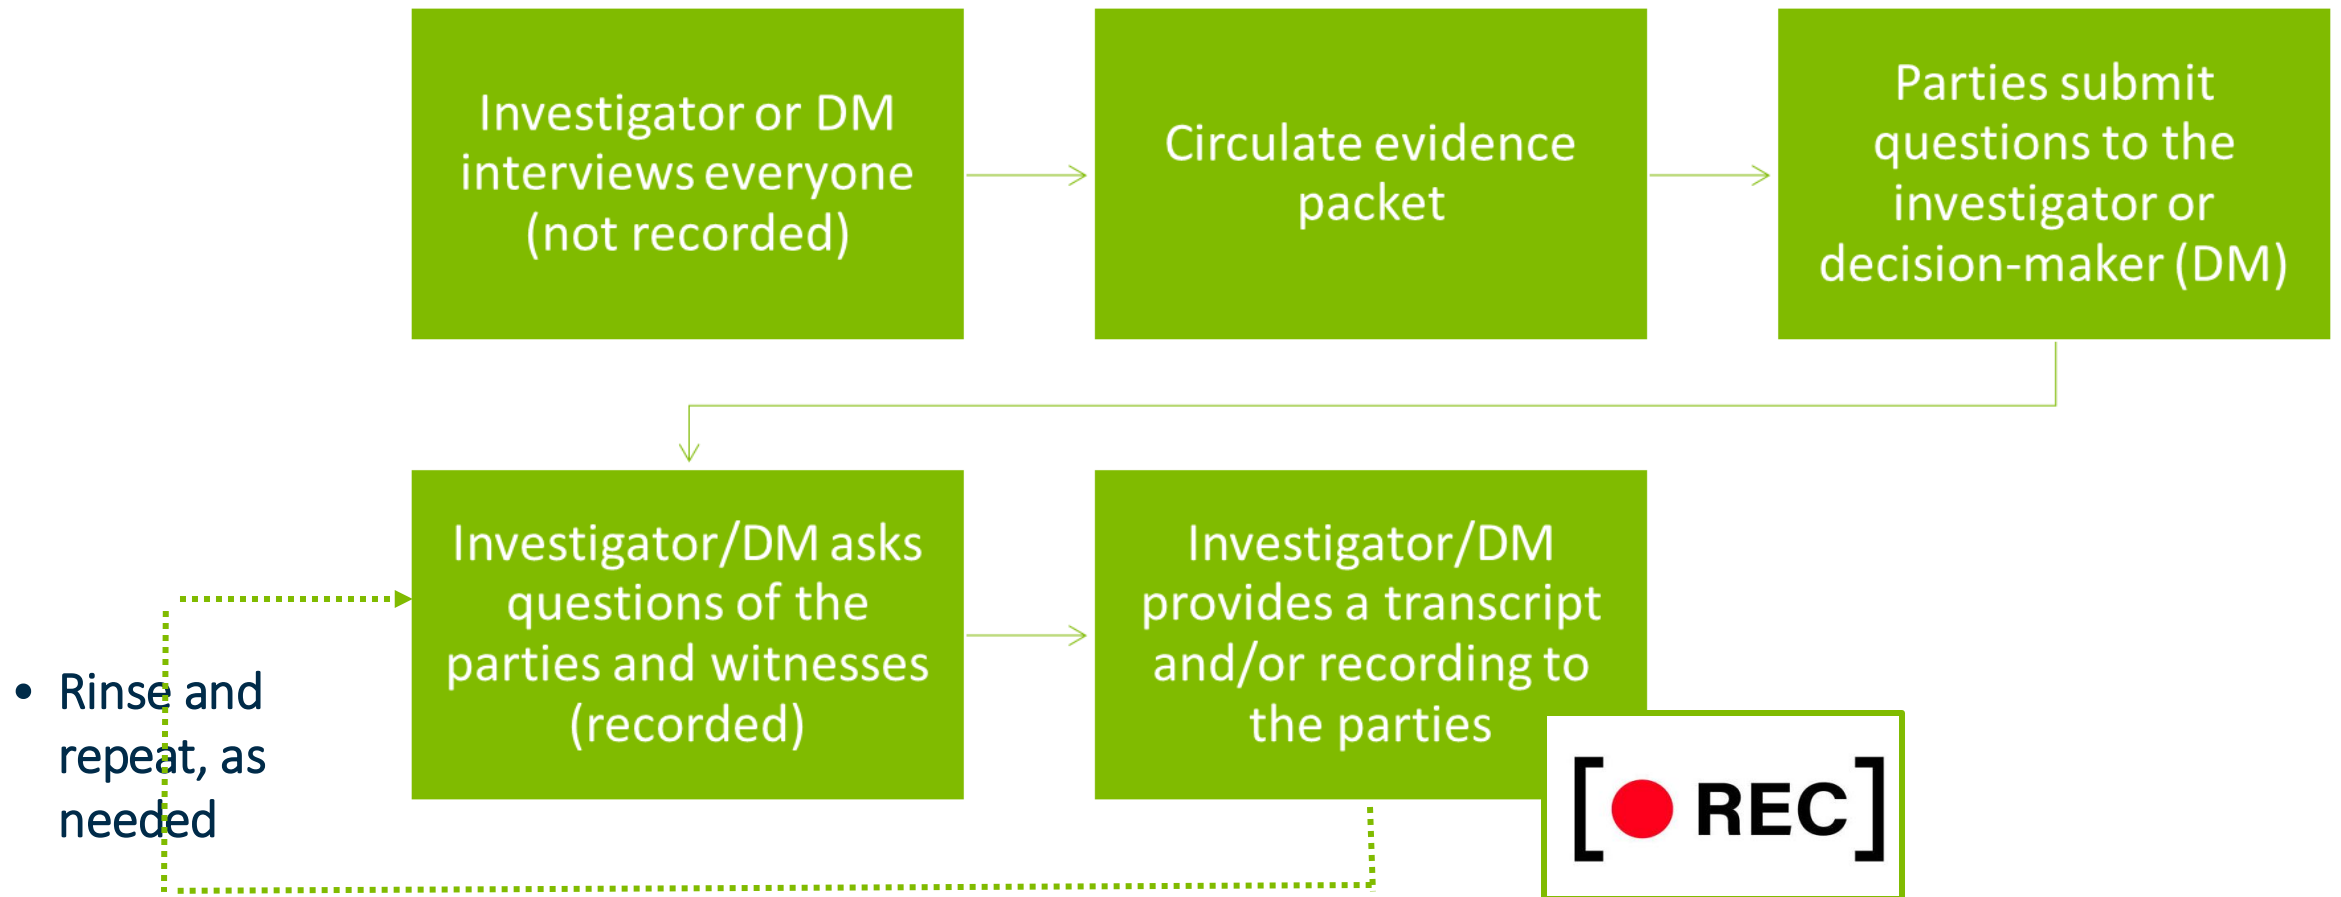 Investigator or DM
interviews everyone
(not recorded)
Circulate evidence
packet
Parties submit
questions to the
investigator or
decision-maker (DM)
Investigator/DM asks
questions of the
parties and witnesses
(recorded)
Investigator/DM
provides a transcript
and/or recording to
the parties
• Rinse and
repeat, as
needed
[● REC]